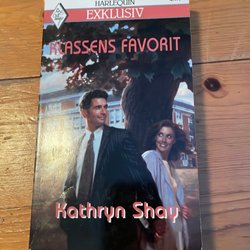 HARLEQUIN
EXKLUSIV
KLASSENS FAVORIT
Kathryn Shay